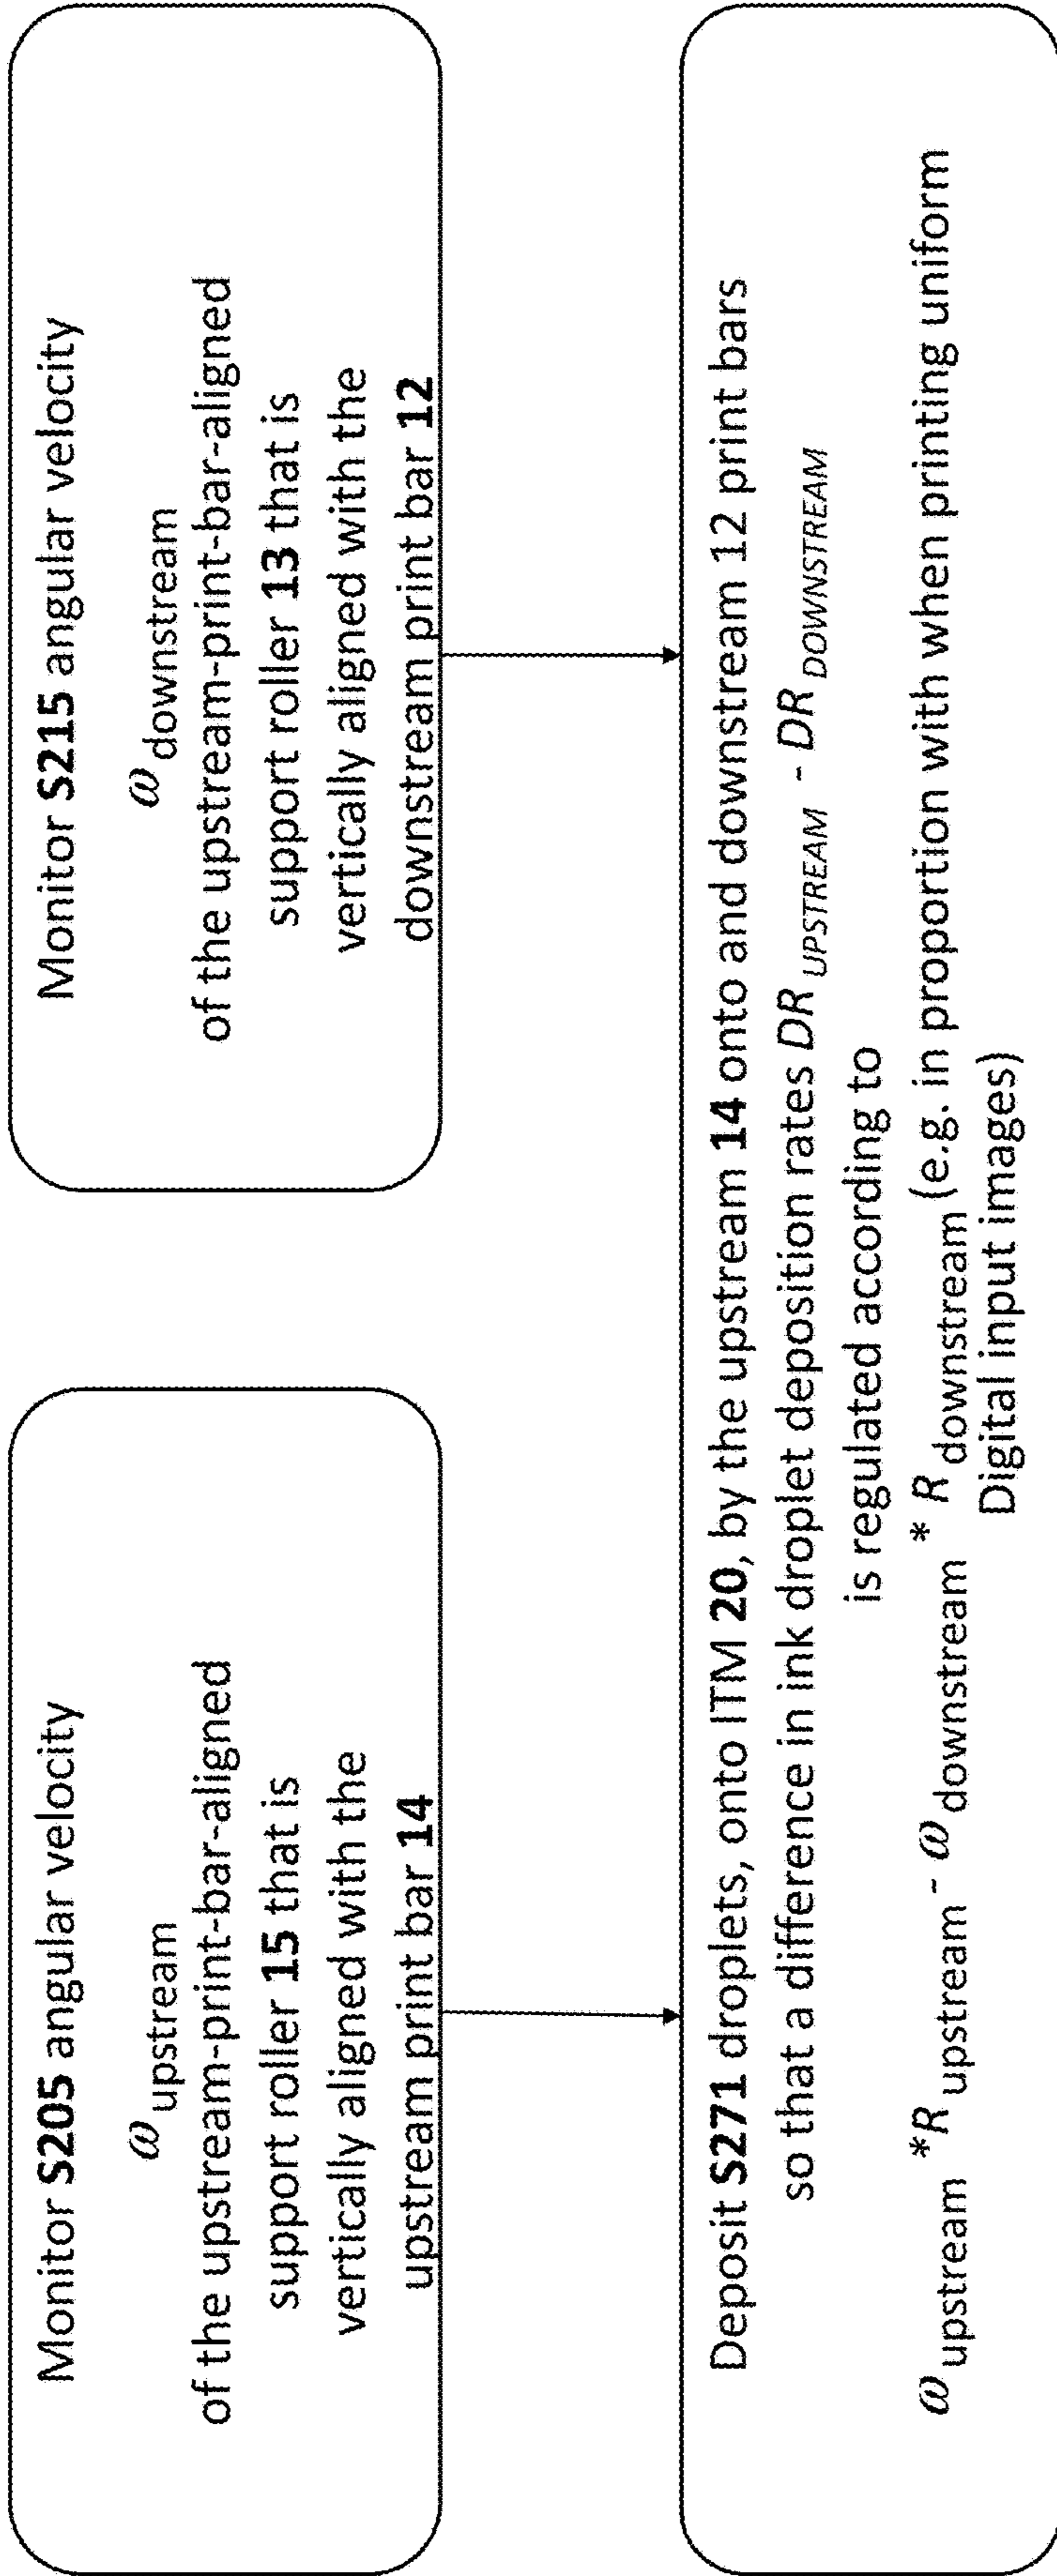 Monitor S205 angular velocity
ω upstream
of the upstream-print-bar-aligned
support roller 15 that is
vertically aligned with the
upstream print bar 14
Monitor S215 angular velocity
ω downstream
of the upstream-print-bar-aligned
support roller 13 that is
vertically aligned with the
downstream print bar 12
Deposit S271 droplets, onto ITM 20, by the upstream 14 onto and downstream 12 print bars
so that a difference in ink droplet deposition rates DR UPSTREAM - DR DOWNSTREAM
is regulated according to
ω upstream *R upstream - ω downstream * R downstream (e.g. in proportion with when printing uniform
Digital input images)